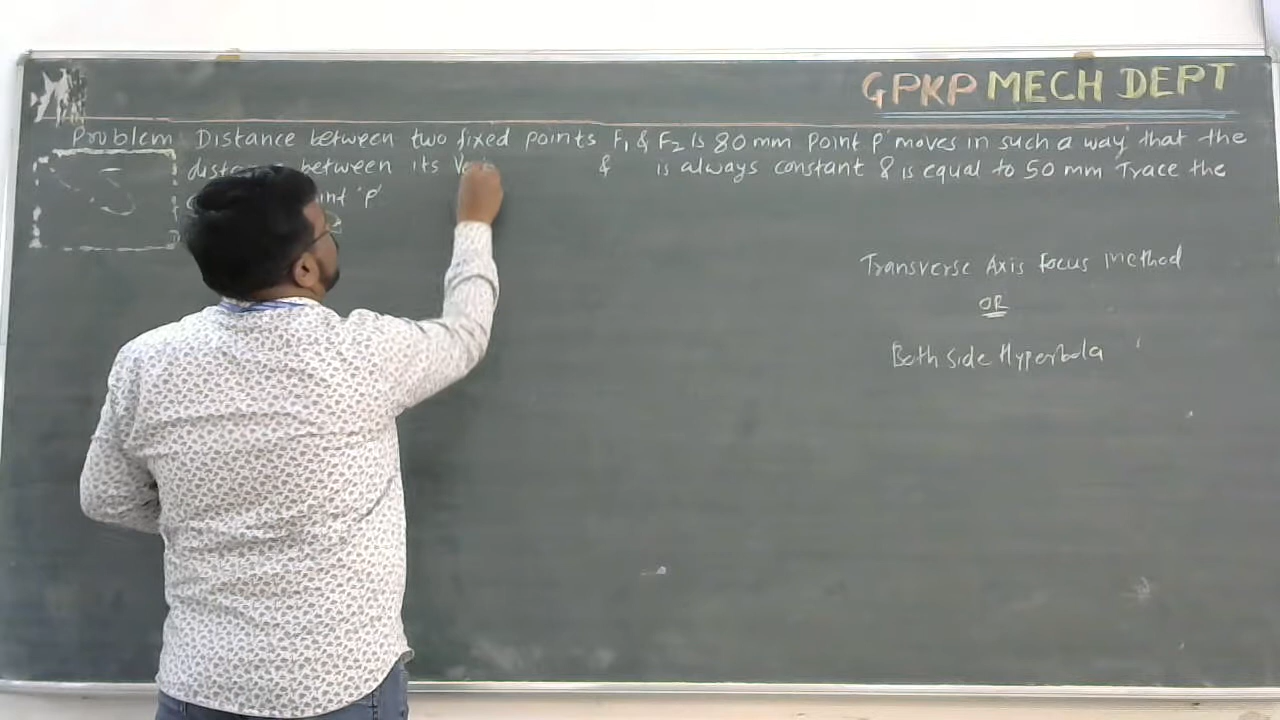 GPKP MECH DEPT
Problem Distance between two fixed points F1 & F2 is 80 mm Point P' moves in such a way that the
distance between its & is always constant & is equal to 50 mm Trace the
'P'
Transverse Axis Focus Method
OR
Both side Hyperbola